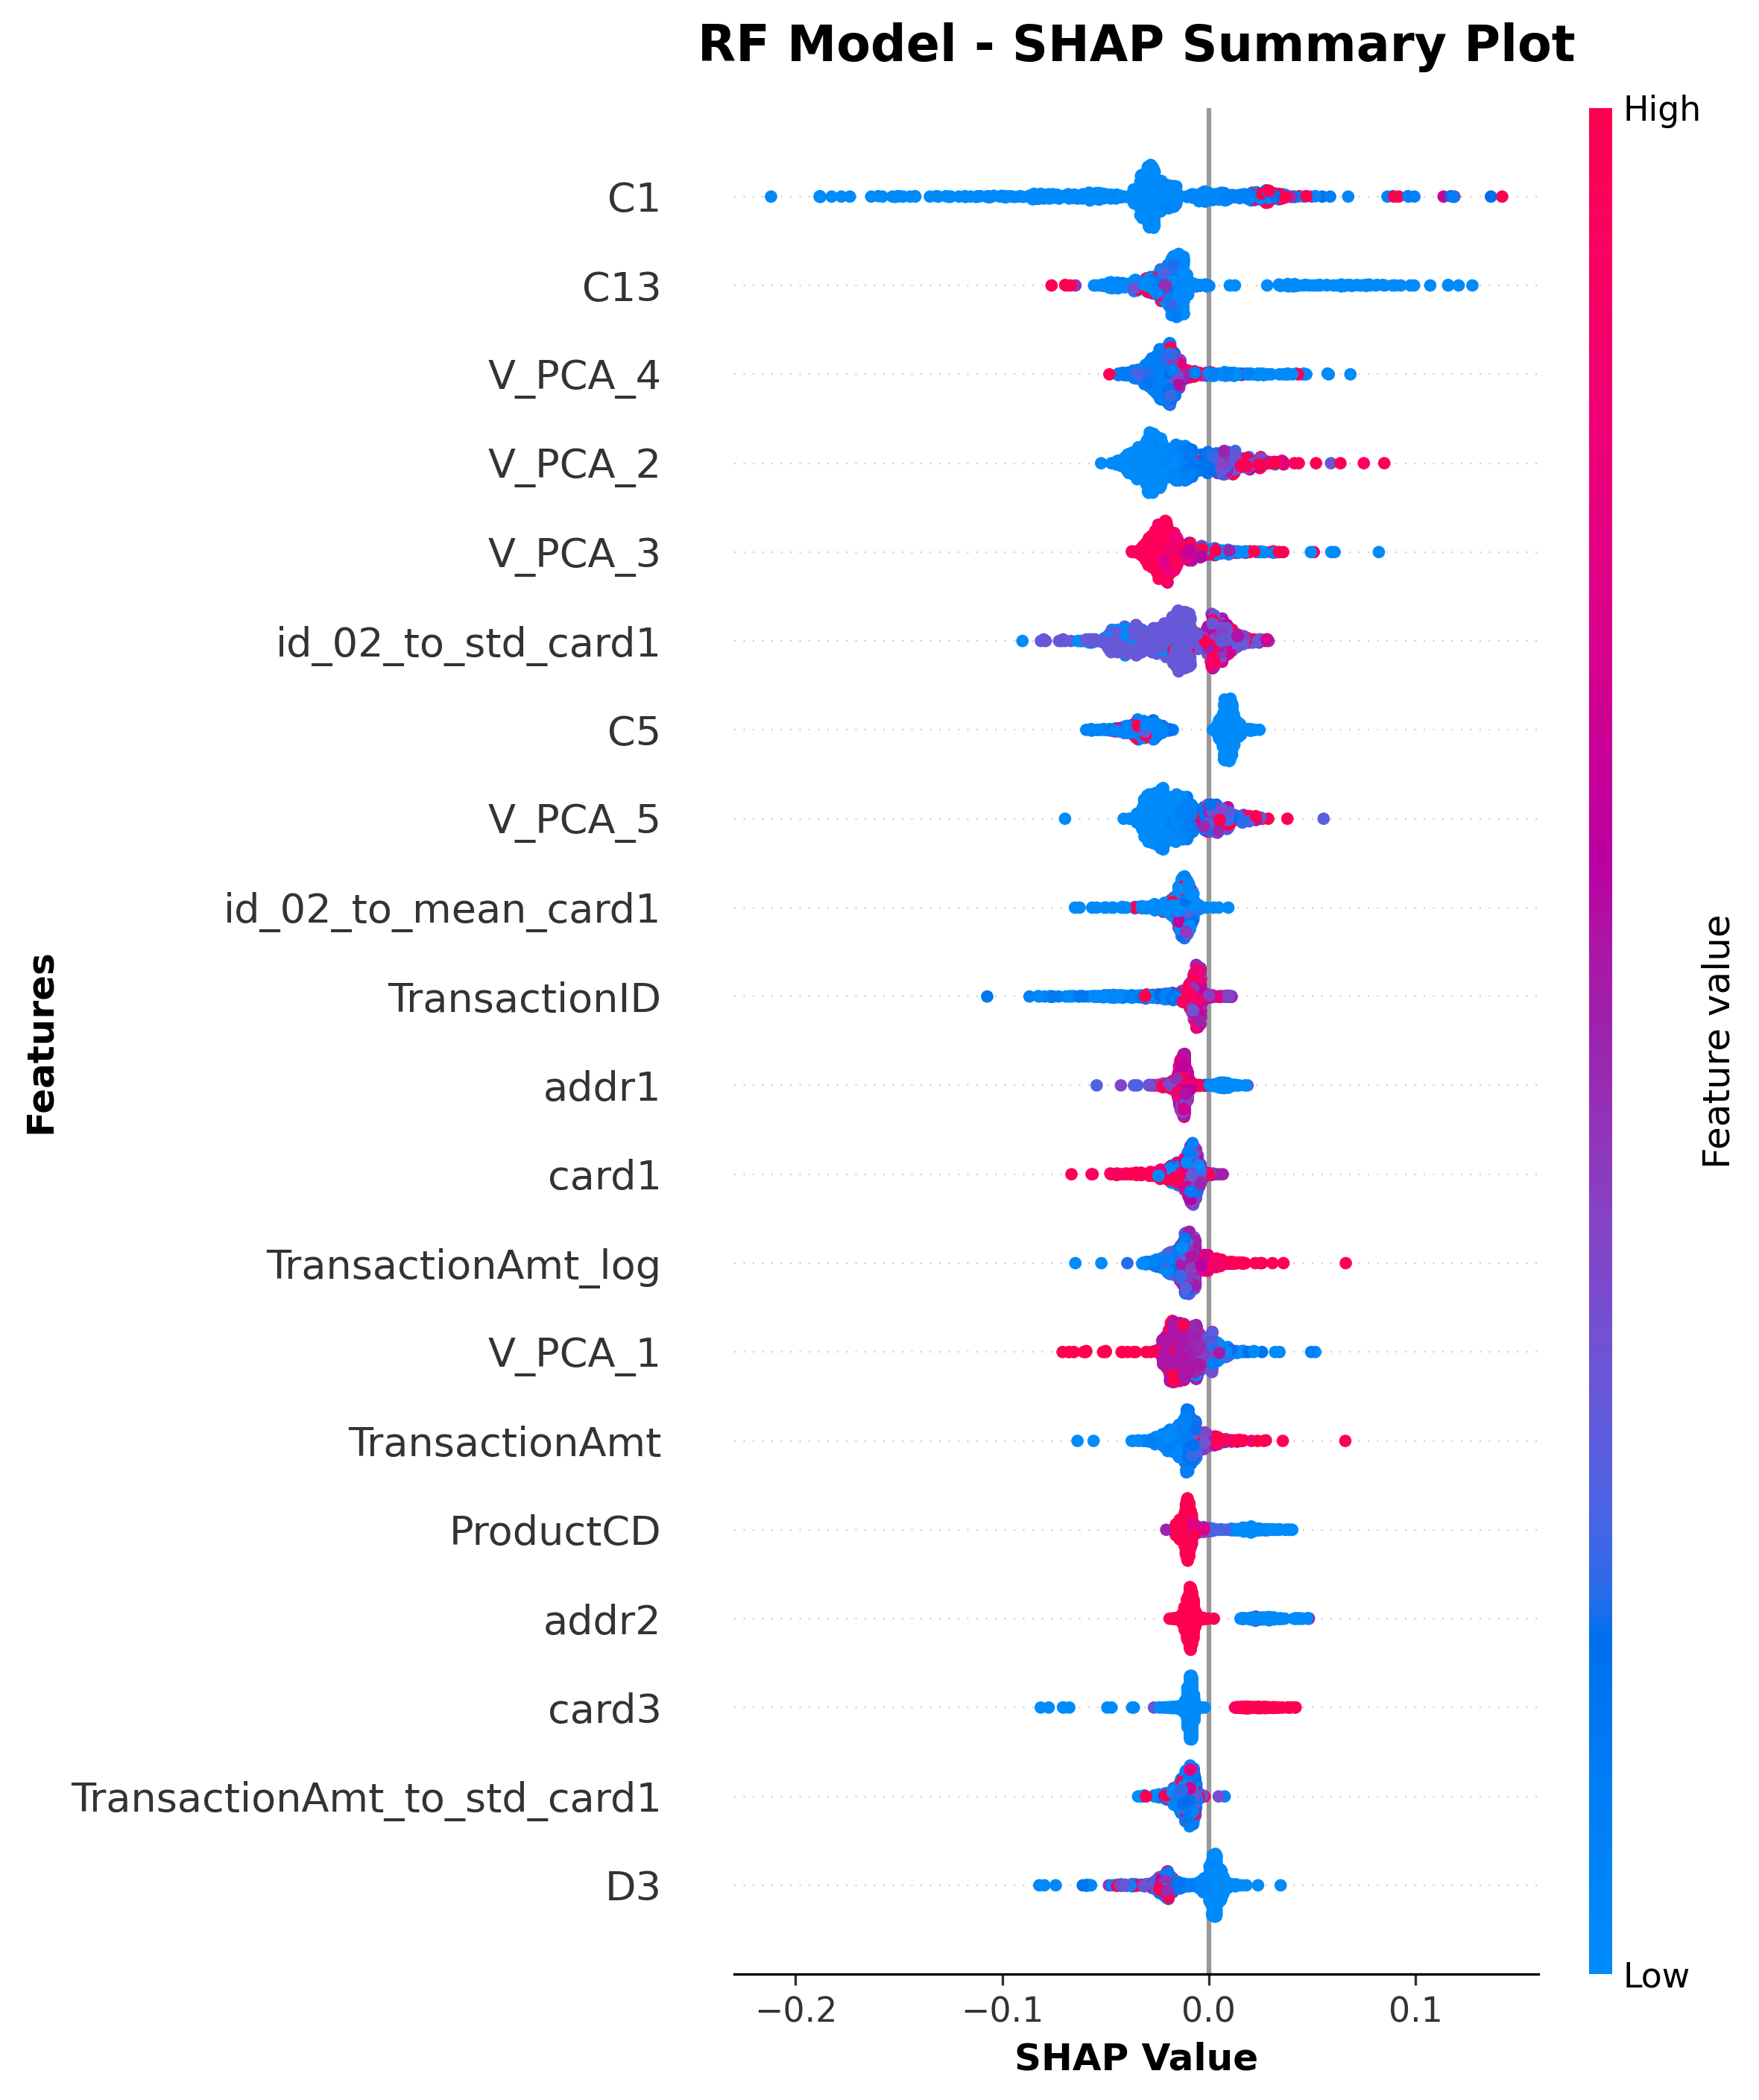 RF Model - SHAP Summary Plot
High
C1
C13
V_PCA_4
V_PCA_2
V_PCA_3
id_02_to_std_card1
C5
V_PCA_5
id_02_to_mean_card1
TransactionID
addr1
card1
TransactionAmt_log
V_PCA_1
TransactionAmt
ProductCD
addr2
card3
TransactionAmt_to_std_card1
D3
Features
Feature value
Low
−0.2 −0.1 0.0 0.1
SHAP Value